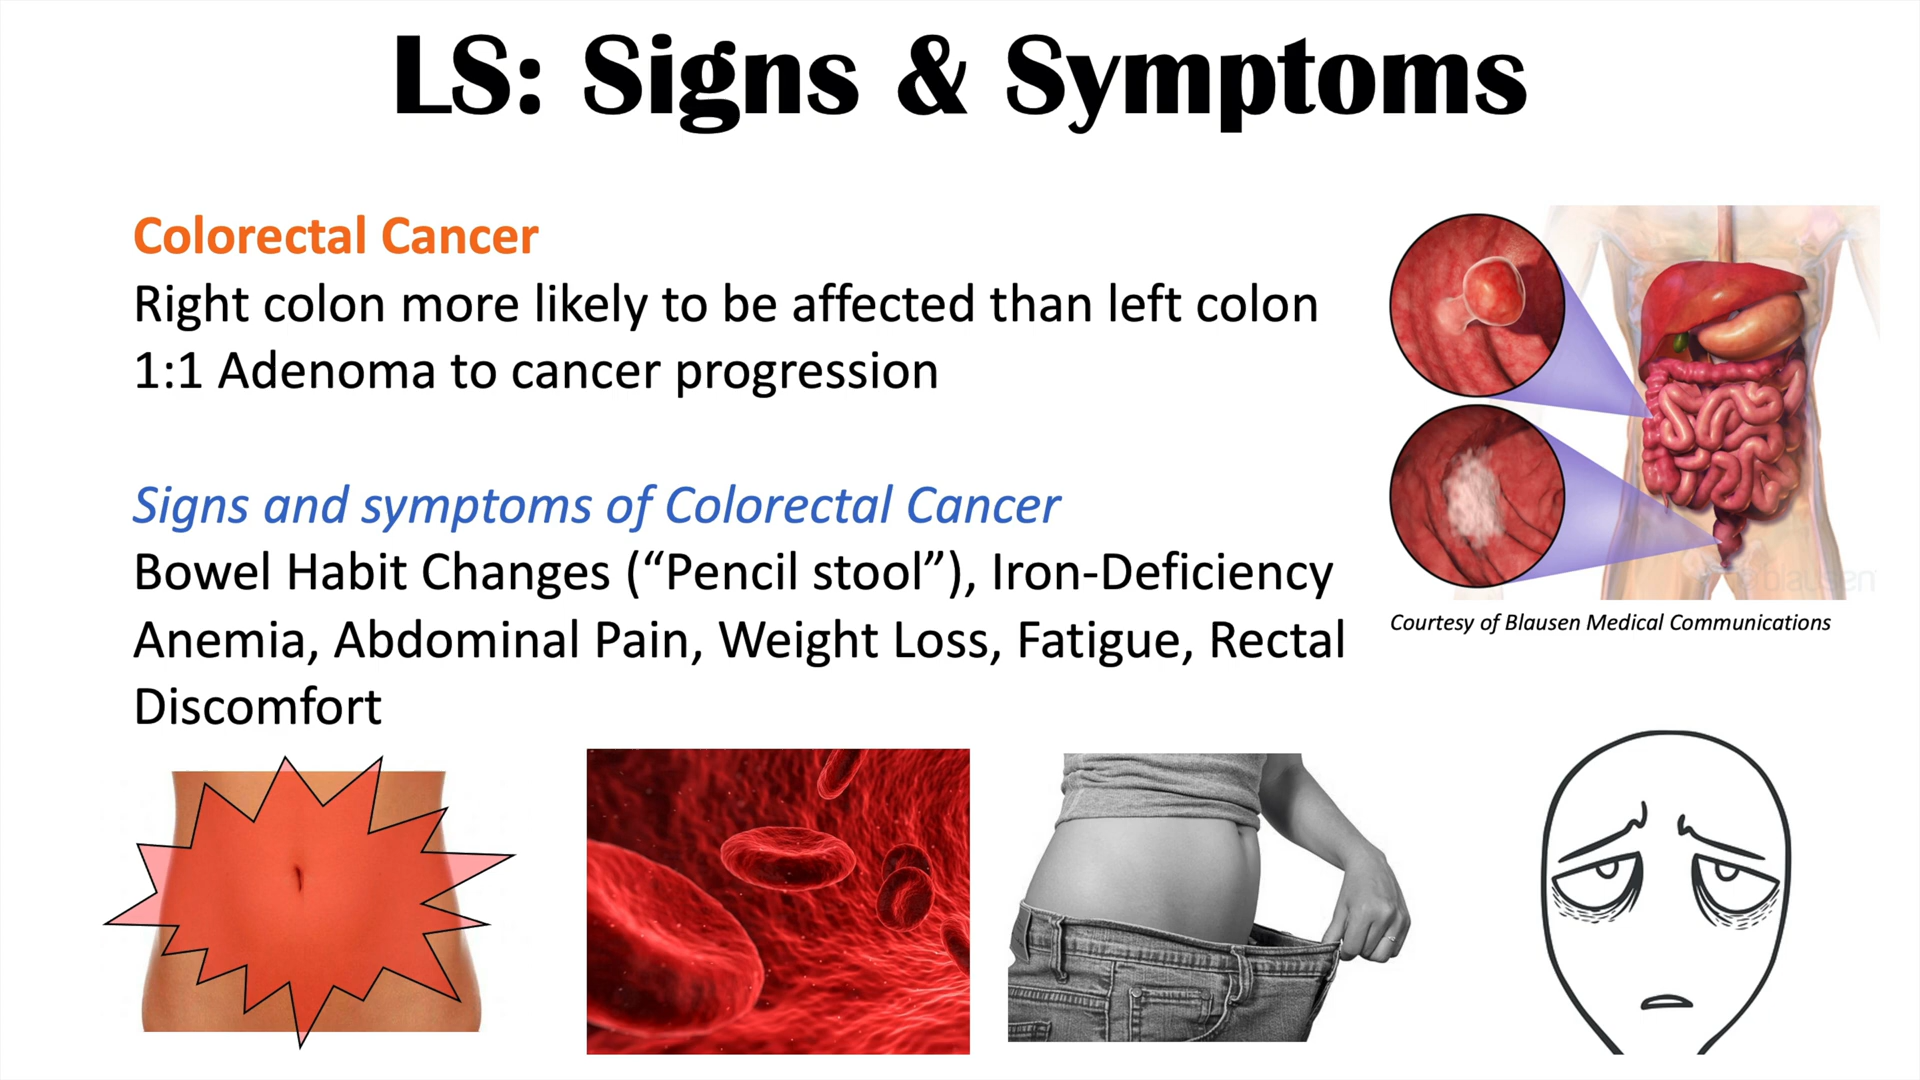 LS: Signs & Symptoms
Colorectal Cancer
Right colon more likely to be affected than left colon
1:1 Adenoma to cancer progression
Signs and symptoms of Colorectal Cancer
Bowel Habit Changes (“Pencil stool”), Iron-Deficiency
Anemia, Abdominal Pain, Weight Loss, Fatigue, Rectal
Discomfort
blausen
Courtesy of Blausen Medical Communications